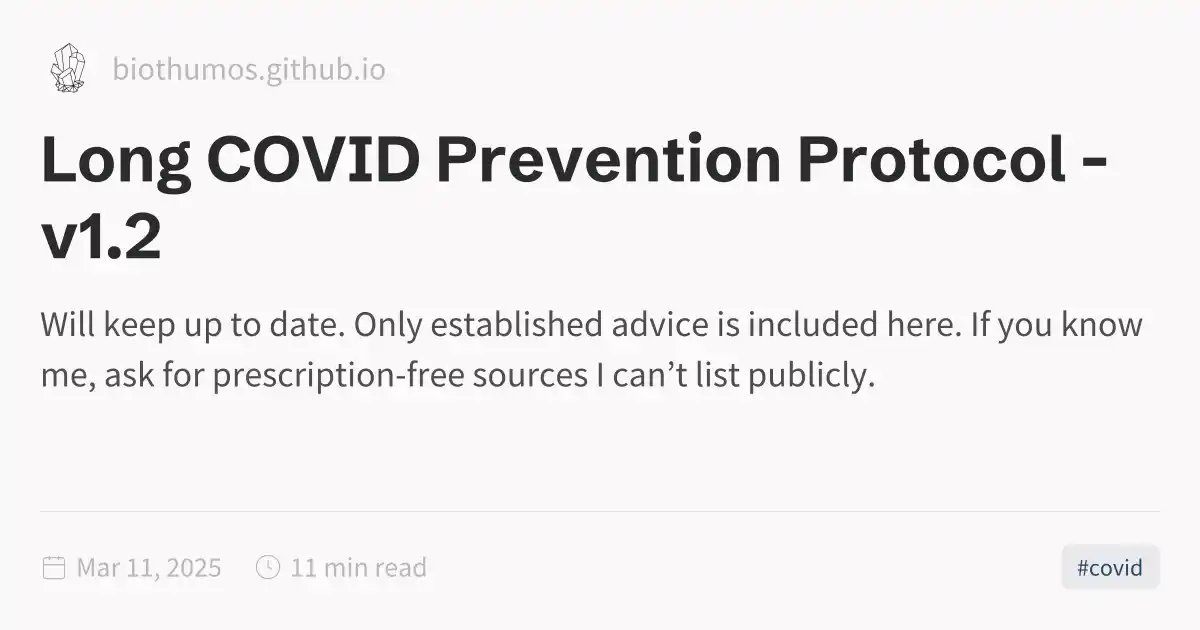 biothumos.github.io
Long COVID Prevention Protocol -
v1.2
Will keep up to date. Only established advice is included here. If you know
me, ask for prescription-free sources I can’t list publicly.
Mar 11, 2025
11 min read
#covid